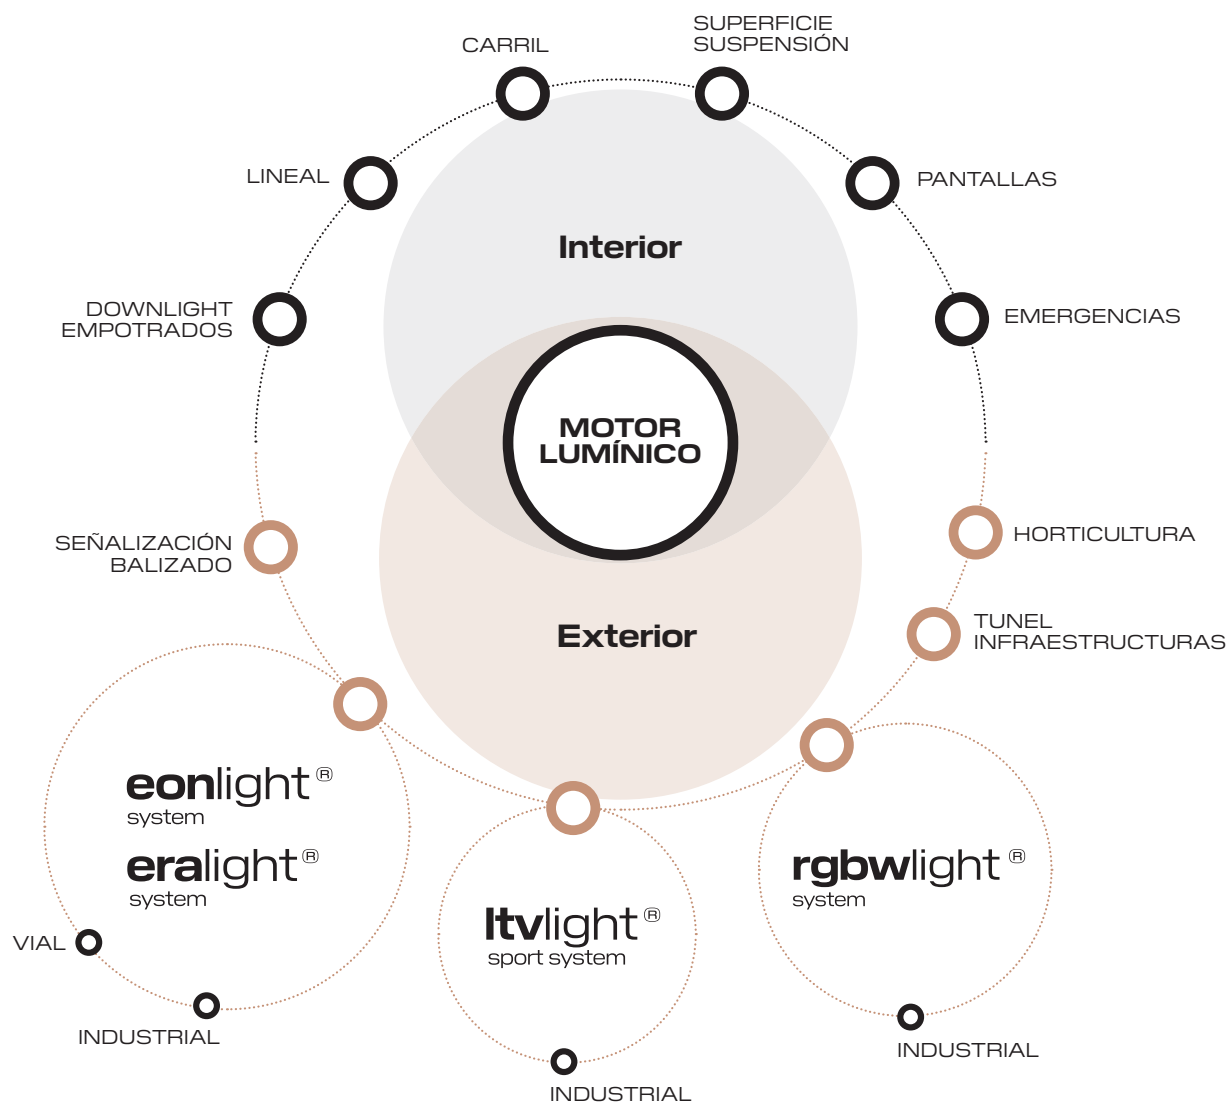 SUPERFICIE
SUSPENSIÓN
CARRIL
LINEAL
PANTALLAS
Interior
DOWNLIGHT
EMPOTRADOS
EMERGENCIAS
MOTOR
LUMÍNICO
SEÑALIZACIÓN
BALIZADO
HORTICULTURA
TUNEL
INFRAESTRUCTURAS
Exterior
eonlight®
system
eralight®
system
rgbwlight®
system
ltvlight®
sport system
VIAL
INDUSTRIAL
INDUSTRIAL
INDUSTRIAL